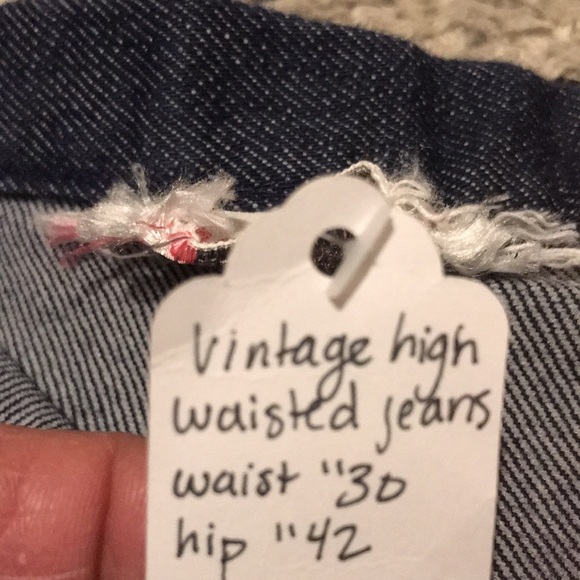 Vintage high
waisted jeans
waist "30
hip "42